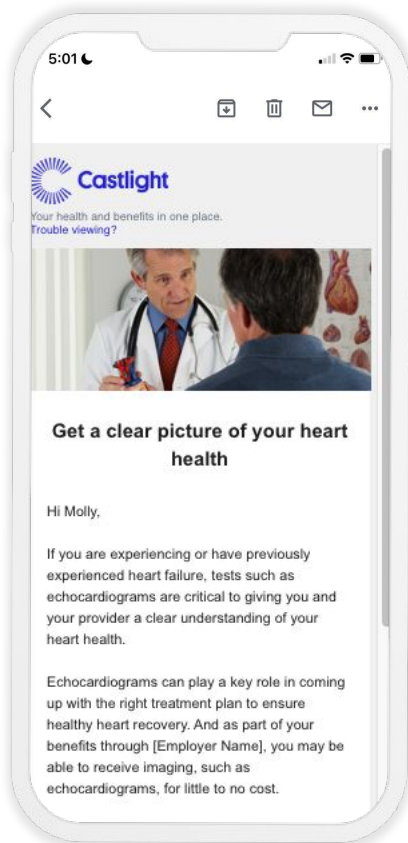 5:01
Castlight
Your health and benefits in one place.
Trouble viewing?
Get a clear picture of your heart
health
Hi Molly,
If you are experiencing or have previously
experienced heart failure, tests such as
echocardiograms are critical to giving you and
your provider a clear understanding of your
heart health.
Echocardiograms can play a key role in coming
up with the right treatment plan to ensure
healthy heart recovery. And as part of your
benefits through [Employer Name], you may be
able to receive imaging, such as
echocardiograms, for little to no cost.